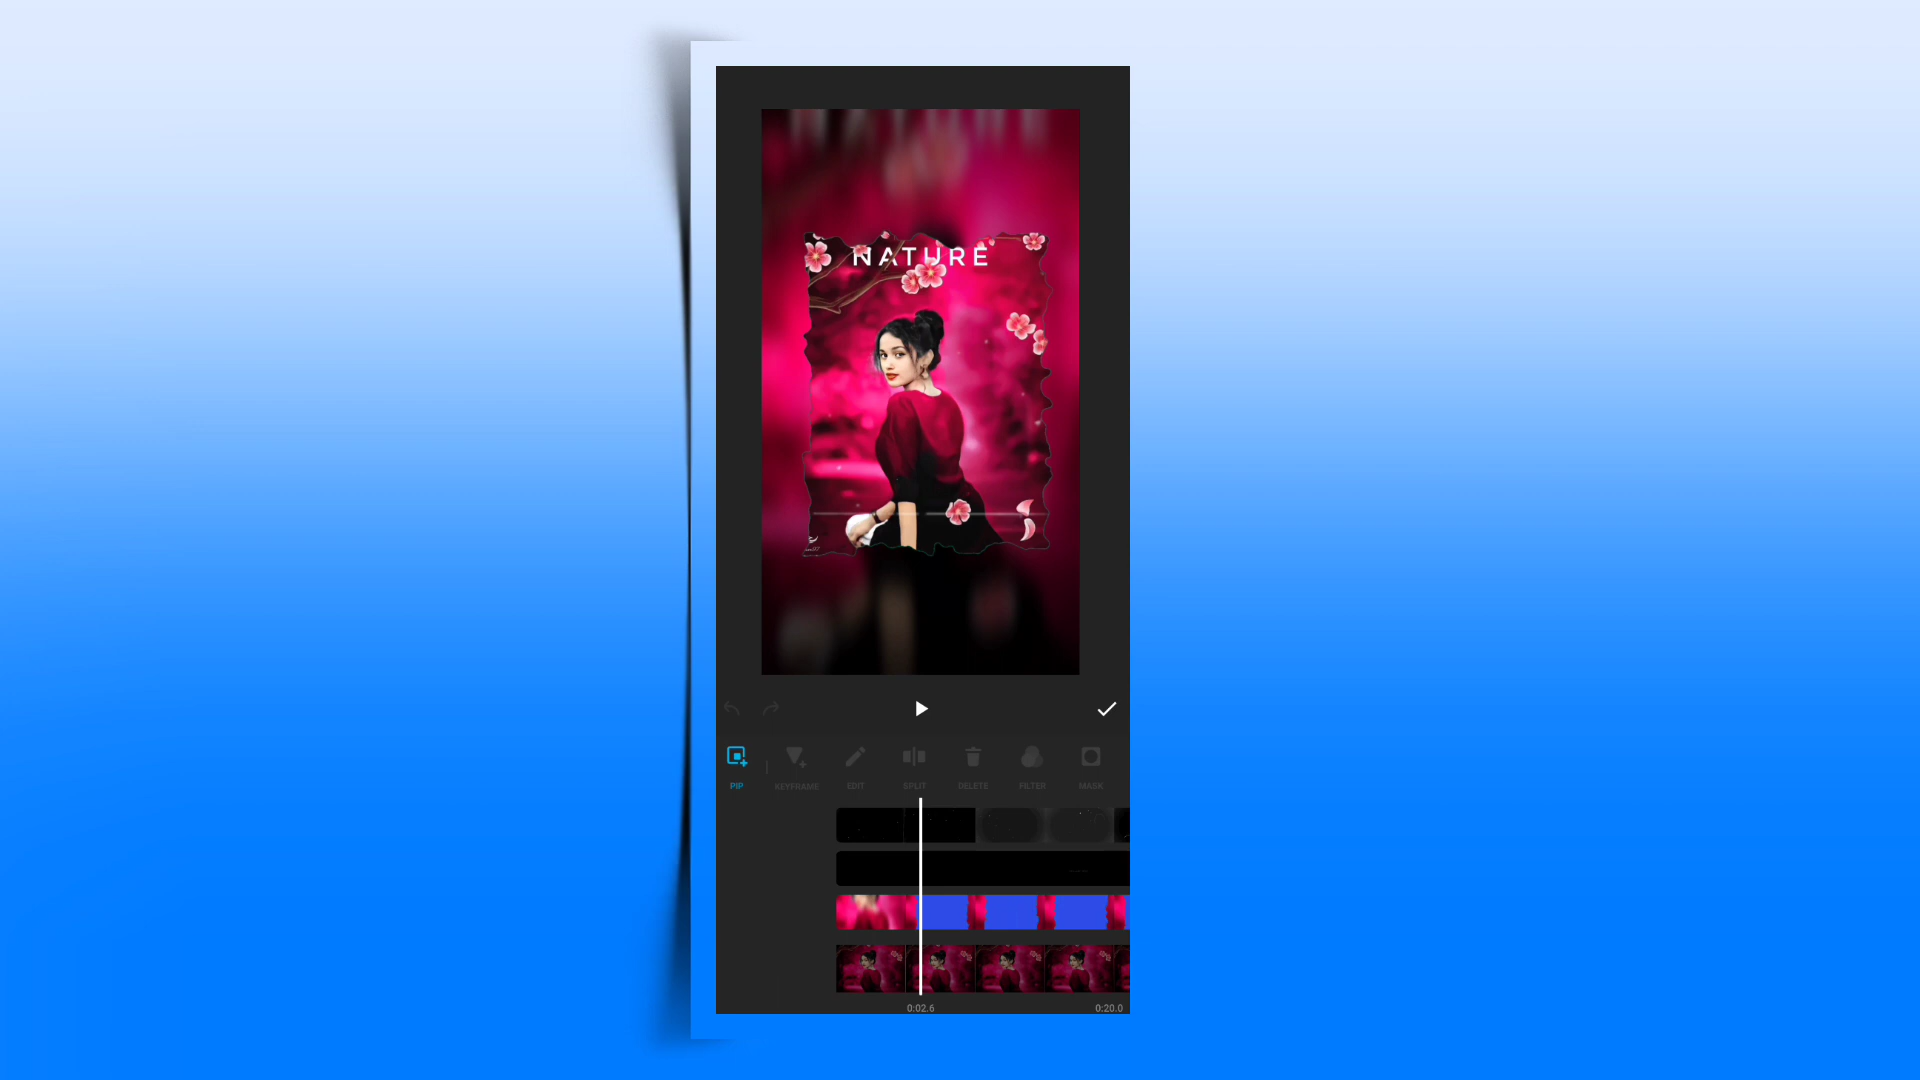 NATURE
PIP
KEYFRAME
EDIT
SPLIT
DELETE
FILTER
MASK
0:02.6
0:20.0